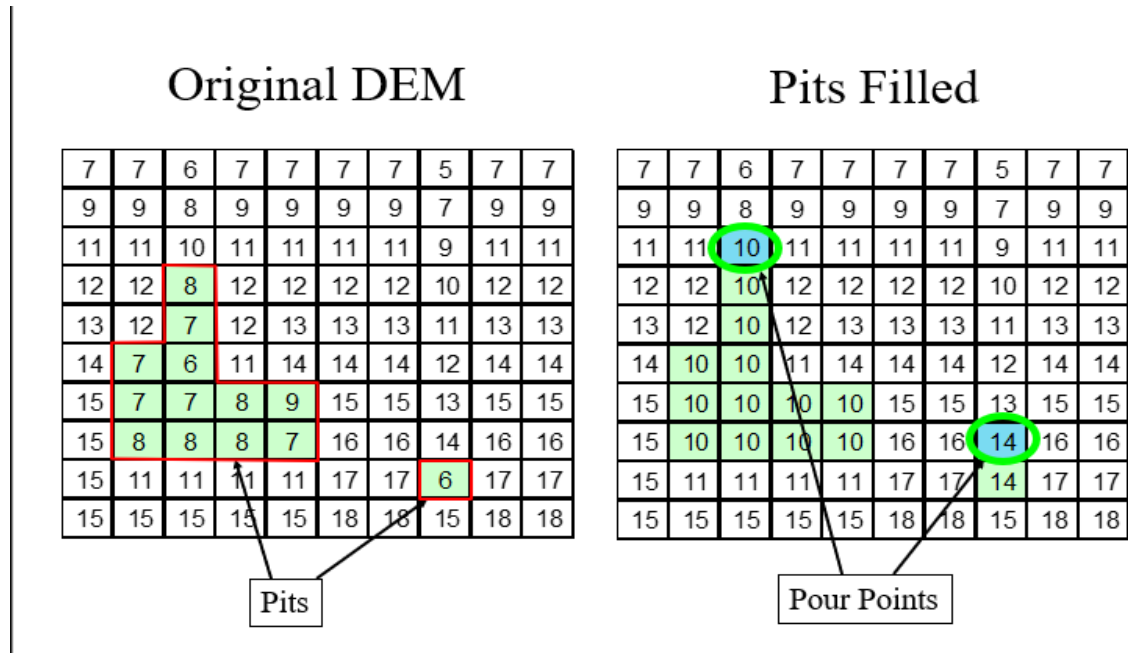 Original DEM
Pits Filled
7 7 6 7 7 7 7 5 7 7
9 9 8 9 9 9 9 7 9 9
11 11 10 11 11 11 11 9 11 11
12 12 8 12 12 12 12 10 12 12
13 12 7 12 13 13 13 11 13 13
14 7 6 11 14 14 14 12 14 14
15 7 7 8 9 15 15 13 15 15
15 8 8 8 7 16 16 14 16 16
15 11 11 11 11 17 17 6 17 17
15 15 15 15 15 18 18 15 18 18
Pits
7 7 6 7 7 7 7 5 7 7
9 9 8 9 9 9 9 7 9 9
11 11 10 11 11 11 11 9 11 11
12 12 10 12 12 12 12 10 12 12
13 12 10 12 13 13 13 11 13 13
14 10 10 11 14 14 14 12 14 14
15 10 10 10 10 15 15 13 15 15
15 10 10 10 10 16 16 14 16 16
15 11 11 11 11 17 17 14 17 17
15 15 15 15 15 18 18 15 18 18
Pour Points